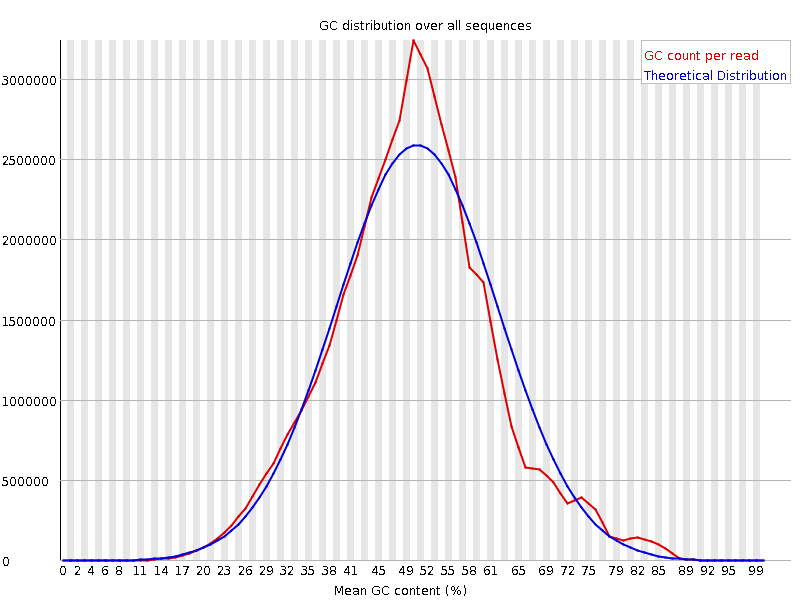 GC distribution over all sequences
GC count per read
Theoretical Distribution
3000000
2500000
2000000
1500000
1000000
500000
0
0 2 4 6 8 11 14 17 20 23 26 29 32 35 38 41 45 49 52 55 58 61 65 69 72 75 79 82 85 89 92 95 99
Mean GC content (%)